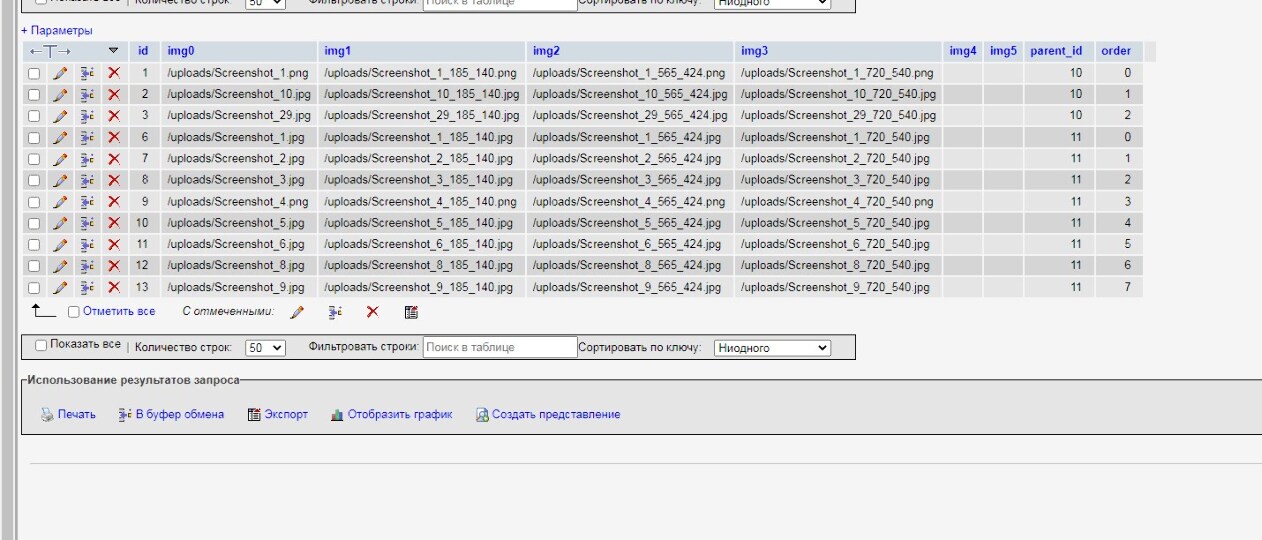 Показать все | Количество строк: 50 Фильтровать строки: Поиск в таблице Сортировать по ключу: Ниодного
+ Параметры
←T→ id img0 img1 img2 img3 img4 img5 parent_id order
1 /uploads/Screenshot_1.png /uploads/Screenshot_1_185_140.png /uploads/Screenshot_1_565_424.png /uploads/Screenshot_1_720_540.png 10 0
2 /uploads/Screenshot_10.jpg /uploads/Screenshot_10_185_140.jpg /uploads/Screenshot_10_565_424.jpg /uploads/Screenshot_10_720_540.jpg 10 1
3 /uploads/Screenshot_29.jpg /uploads/Screenshot_29_185_140.jpg /uploads/Screenshot_29_565_424.jpg /uploads/Screenshot_29_720_540.jpg 10 2
6 /uploads/Screenshot_1.jpg /uploads/Screenshot_1_185_140.jpg /uploads/Screenshot_1_565_424.jpg /uploads/Screenshot_1_720_540.jpg 11 0
7 /uploads/Screenshot_2.jpg /uploads/Screenshot_2_185_140.jpg /uploads/Screenshot_2_565_424.jpg /uploads/Screenshot_2_720_540.jpg 11 1
8 /uploads/Screenshot_3.jpg /uploads/Screenshot_3_185_140.jpg /uploads/Screenshot_3_565_424.jpg /uploads/Screenshot_3_720_540.jpg 11 2
9 /uploads/Screenshot_4.png /uploads/Screenshot_4_185_140.png /uploads/Screenshot_4_565_424.png /uploads/Screenshot_4_720_540.png 11 3
10 /uploads/Screenshot_5.jpg /uploads/Screenshot_5_185_140.jpg /uploads/Screenshot_5_565_424.jpg /uploads/Screenshot_5_720_540.jpg 11 4
11 /uploads/Screenshot_6.jpg /uploads/Screenshot_6_185_140.jpg /uploads/Screenshot_6_565_424.jpg /uploads/Screenshot_6_720_540.jpg 11 5
12 /uploads/Screenshot_8.jpg /uploads/Screenshot_8_185_140.jpg /uploads/Screenshot_8_565_424.jpg /uploads/Screenshot_8_720_540.jpg 11 6
13 /uploads/Screenshot_9.jpg /uploads/Screenshot_9_185_140.jpg /uploads/Screenshot_9_565_424.jpg /uploads/Screenshot_9_720_540.jpg 11 7
Отметить все С отмеченными:
Показать все | Количество строк: 50 Фильтровать строки: Поиск в таблице Сортировать по ключу: Ниодного
Использование результатов запроса
Печать В буфер обмена Экспорт Отобразить график Создать представление